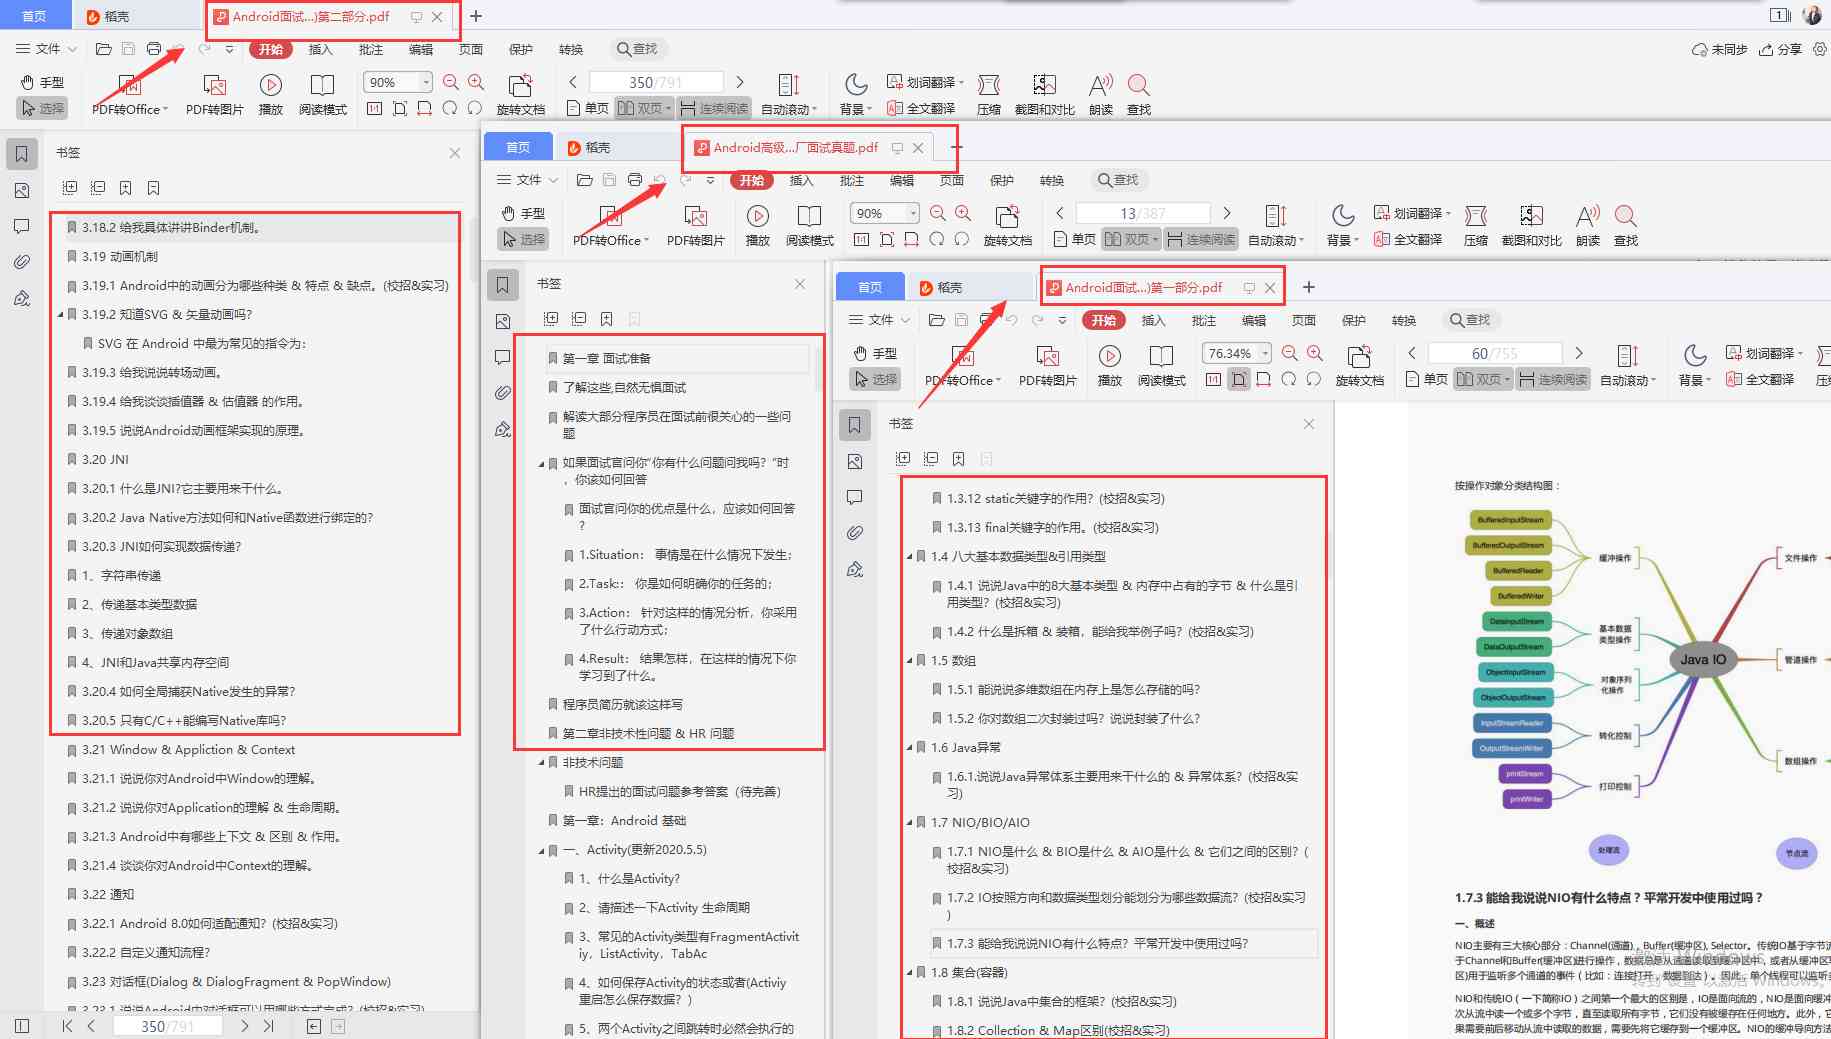 首页
稻壳
Android面试...)第二部分.pdf
文件
开始
插入
批注
编辑
页面
保护
转换
查找
未同步
分享
手型
选择
PDF转Office
PDF转图片
播放
阅读模式
90%
旋转文档
350/791
单页
双页
连续阅读
自动滚动
背景
划词翻译
全文翻译
压缩
截图和对比
朗读
查找
书签
3.18.2 给我具体讲讲Binder机制。
3.19 动画机制
3.19.1 Android中的动画分为哪些种类 & 特点 & 缺点。(校招&实习)
3.19.2 知道SVG & 矢量动画吗?
SVG 在 Android 中最为常见的指令为：
3.19.3 给我说说转场动画。
3.19.4 给我谈谈插值器 & 估值器 的作用。
3.19.5 说说Android动画框架实现的原理。
3.20 JNI
3.20.1 什么是JNI?它主要用来干什么。
3.20.2 Java Native方法如何和Native函数进行绑定的?
3.20.3 JNI如何实现数据传递?
1、字符串传递
2、传递基本类型数据
3、传递对象数组
4、JNI和Java共享内存空间
3.20.4 如何全局捕获Native发生的异常?
3.20.5 只有C/C++能编写Native库吗?
3.21 Window & Appliction & Context
3.21.1 说说你对Android中Window的理解。
3.21.2 说说你对Application的理解 & 生命周期。
3.21.3 Android中有哪些上下文 & 区别 & 作用。
3.21.4 谈谈你对Android中Context的理解。
3.22 通知
3.22.1 Android 8.0如何适配通知? (校招&实习)
3.22.2 自定义通知流程?
3.23 对话框(Dialog & DialogFragment & PopWindow)
3.23.1 说说Android中对话框可以用哪些方式完成? (校招&实习)
350/791
首页
稻壳
Android高级...厂面试真题.pdf
文件
开始
插入
批注
编辑
页面
保护
转换
查找
手型
选择
PDF转Office
PDF转图片
播放
阅读模式
90%
旋转文档
13/387
单页
双页
连续阅读
自动滚动
背景
划词翻译
全文翻译
压缩
截图和对比
朗读
查找
书签
第一章 面试准备
了解这些,自然无惧面试
解读大部分程序员在面试前很关心的一些问
题
如果面试官问你“你有什么问题问我吗？”时
，你该如何回答
面试官问你的优点是什么，应该如何回答
？
1.Situation： 事情是在什么情况下发生；
2.Task:： 你是如何明确你的任务的；
3.Action： 针对这样的情况分析，你采用
了什么行动方式；
4.Result： 结果怎样，在这样的情况下你
学习到了什么。
程序员简历就该这样写
第二章非技术性问题 & HR 问题
非技术问题
HR提出的面试问题参考答案（待完善）
第一章：Android 基础
一、Activity(更新2020.5.5)
1、什么是Activity?
2、请描述一下Activity 生命周期
3、常见的Activity类型有FragmentActivit
iy，ListActivity，TabAc
4、如何保存Activity的状态或者(Activiy
重启怎么保存数据？)
5、两个Activity之间跳转时必然会执行的
首页
稻壳
Android面试...)第一部分.pdf
文件
开始
插入
批注
编辑
页面
保护
转换
查找
手型
选择
PDF转Office
PDF转图片
播放
阅读模式
76.34%
旋转文档
60/755
单页
双页
连续阅读
自动滚动
背景
划词翻译
全文翻译
书签
1.3.12 static关键字的作用? (校招&实习)
1.3.13 final关键字的作用。(校招&实习)
1.4 八大基本数据类型&引用类型
1.4.1 说说Java中的8大基本类型 & 内存中占有的字节 & 什么是引
用类型? (校招&实习)
1.4.2 什么是拆箱 & 装箱，能给我举例子吗? (校招&实习)
1.5 数组
1.5.1 能说说多维数组在内存上是怎么存储的吗?
1.5.2 你对数组二次封装过吗? 说说封装了什么?
1.6 Java异常
1.6.1.说说Java异常体系主要用来干什么的 & 异常体系? (校招&实
习)
1.7 NIO/BIO/AIO
1.7.1 NIO是什么 & BIO是什么 & AIO是什么 & 它们之间的区别? (
校招&实习)
1.7.2 IO按照方向和数据类型划分能划分为哪些数据流? (校招&实习
)
1.7.3 能给我说说NIO有什么特点? 平常开发中使用过吗?
1.8 集合(容器)
1.8.1 说说Java中集合的框架? (校招&实习)
1.8.2 Collection & Map区别(校招&实习)
按操作对象分类结构图：
BufferedInputStream
BufferedOutputStream
BufferedReader
BufferedWriter
缓冲操作
DataInputStream
DataOutputStream
基本数据
类型操作
ObjectInputStream
ObjectOutputStream
对象序列
化操作
InputStreamReader
OutputStreamWriter
转化控制
printStream
printWriter
打印控制
Java IO
文件操作
管道操作
数组操作
处理流
节点流
1.7.3 能给我说说NIO有什么特点？平常开发中使用过吗？
一、概述
NIO主要有三大核心部分：Channel(通道)，Buffer(缓冲区), Selector。传统IO基于字节流
于Channel和Buffer(缓冲区)进行操作，数据总是从通道读取到缓冲区中，或者从缓冲区写
区)用于监听多个通道的事件（比如：连接打开，数据到达）。因此，单个线程可以监听多
激活 Windows
转到"设置"以激活 Windows。
NIO和传统IO（一下简称IO）之间第一个最大的区别是，IO是面向流的，NIO是面向缓冲
次从流中读一个或多个字节，直至读取所有字节，它们没有被缓存在任何地方。此外，它
果需要前后移动从流中读取的数据，需要先将它缓存到一个缓冲区。NIO的缓冲导向方法